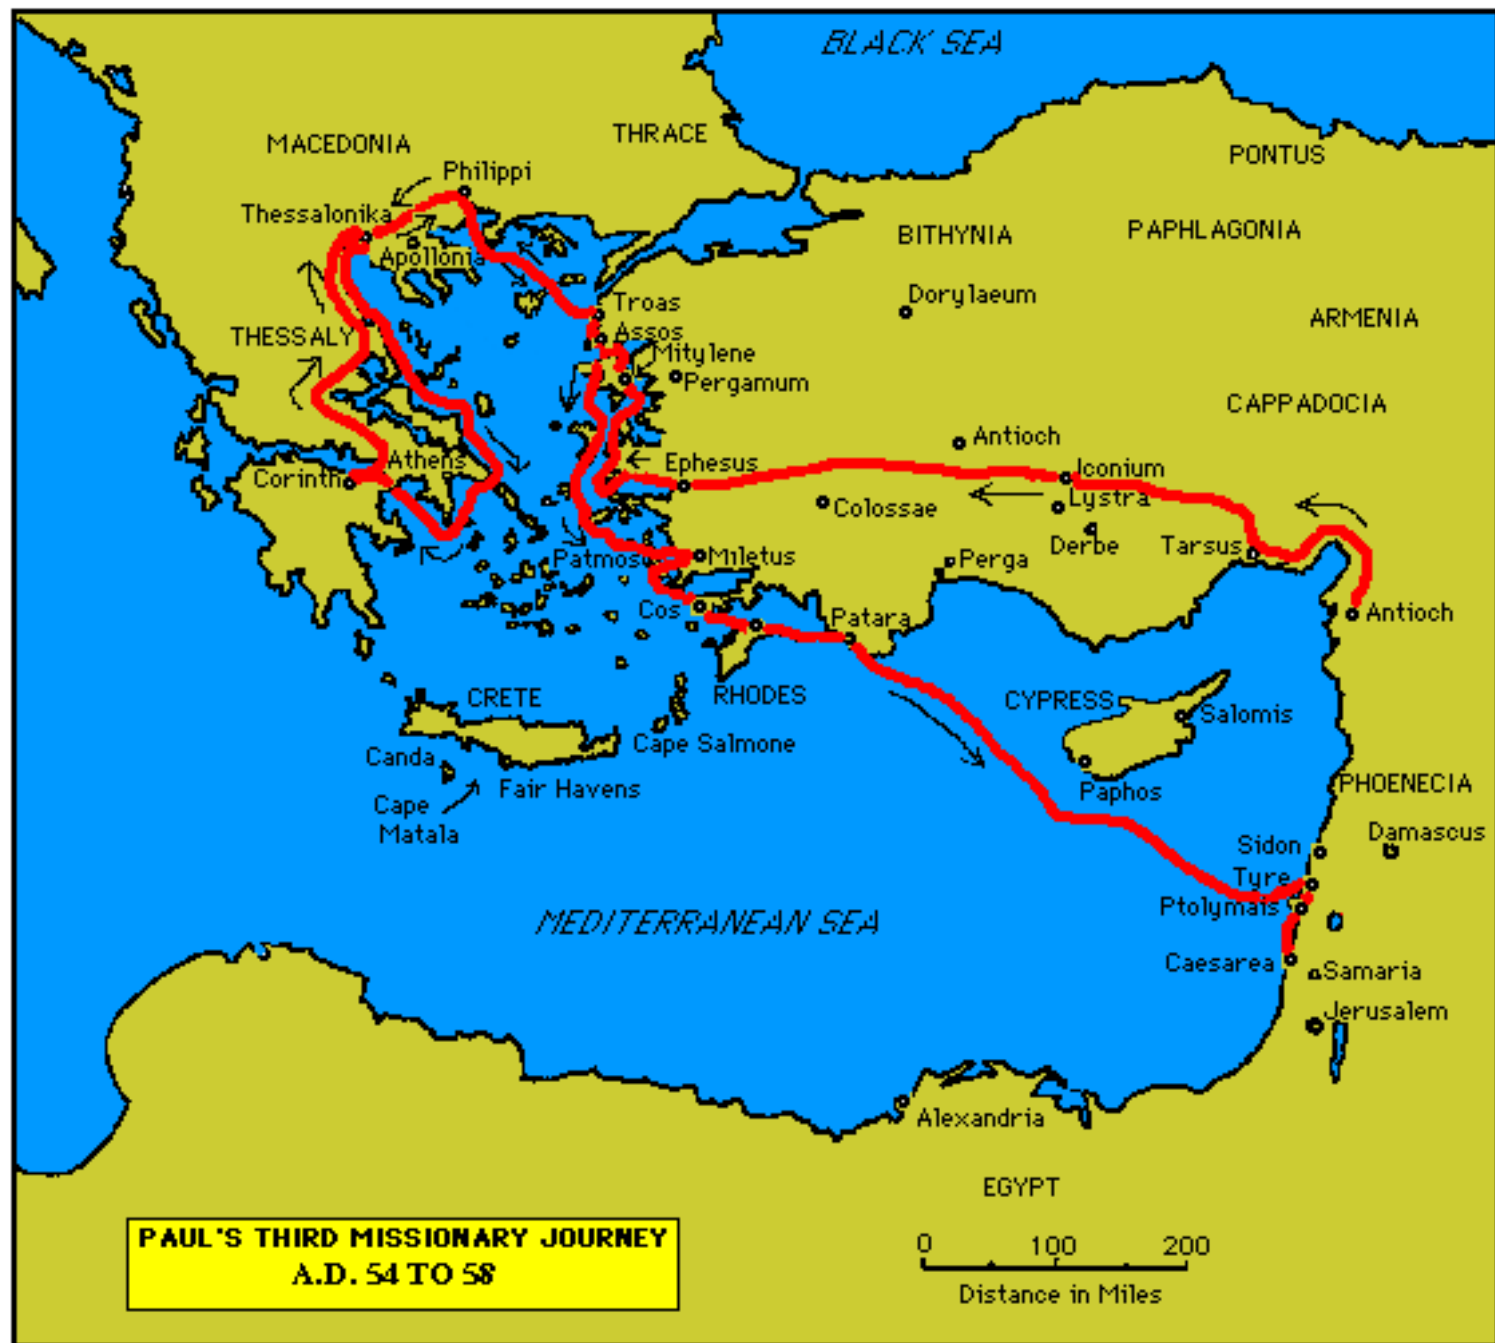 BLACK SEA
THRACE
MACEDONIA
PONTUS
Philippi
Thessalonika
BITHYNIA
PAPHLAGONIA
Apollonia
Troas
Dorylaeum
ARMENIA
THESSALY
Assos
Mitylene
Pergamum
CAPPADOCIA
Antioch
Athens
Ephesus
Iconium
Corinth
Lystra
Colossae
Derbe
Tarsus
Patmos
Miletus
Perga
Cos
Patara
Antioch
CRETE
RHODES
CYPRESS
Salomis
Canda
Cape Salmone
Fair Havens
Paphos
PHOENECIA
Cape
Matala
Damascus
Sidon
Tyre
Ptolymais
MEDITERRANEAN SEA
Caesarea
Samaria
Jerusalem
Alexandria
EGYPT
PAUL'S THIRD MISSIONARY JOURNEY
A.D. 54 TO 58
0 100 200
Distance in Miles